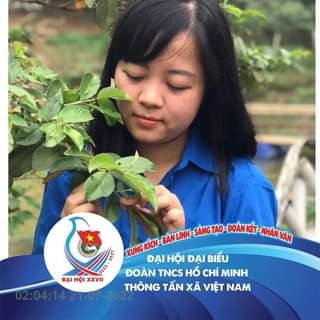 XUNG KÍCH - BẢN LĨNH - SÁNG TẠO - ĐOÀN KẾT - NHÂN VĂN
ĐẠI HỘI ĐẠI BIỂU
ĐOÀN TNCS HỒ CHÍ MINH
THÔNG TẤN XÃ VIỆT NAM
ĐẠI HỘI XXVII
02:04:14 21-07-2022